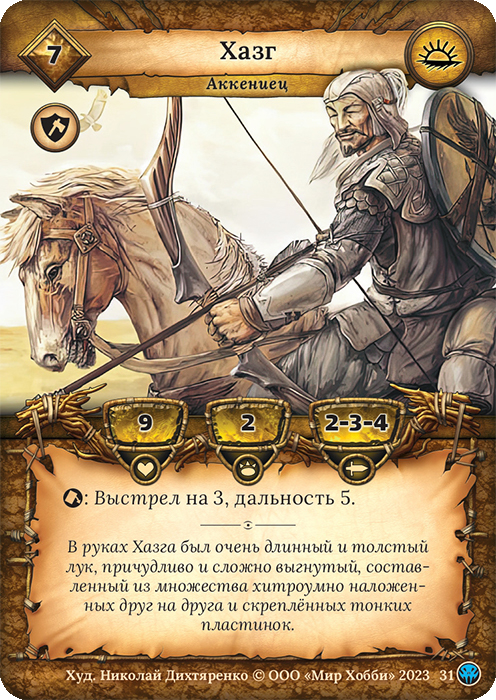 7
Хазг
Аккениец
9
2
2-3-4
: Выстрел на 3, дальность 5.
В руках Хазга был очень длинный и толстый
лук, причудливо и сложно выгнутый, состав-
ленный из множества хитроумно наложен-
ных друг на друга и скреплённых тонких
пластинок.
Худ. Николай Дихтяренко © ООО «Мир Хобби» 2023 31